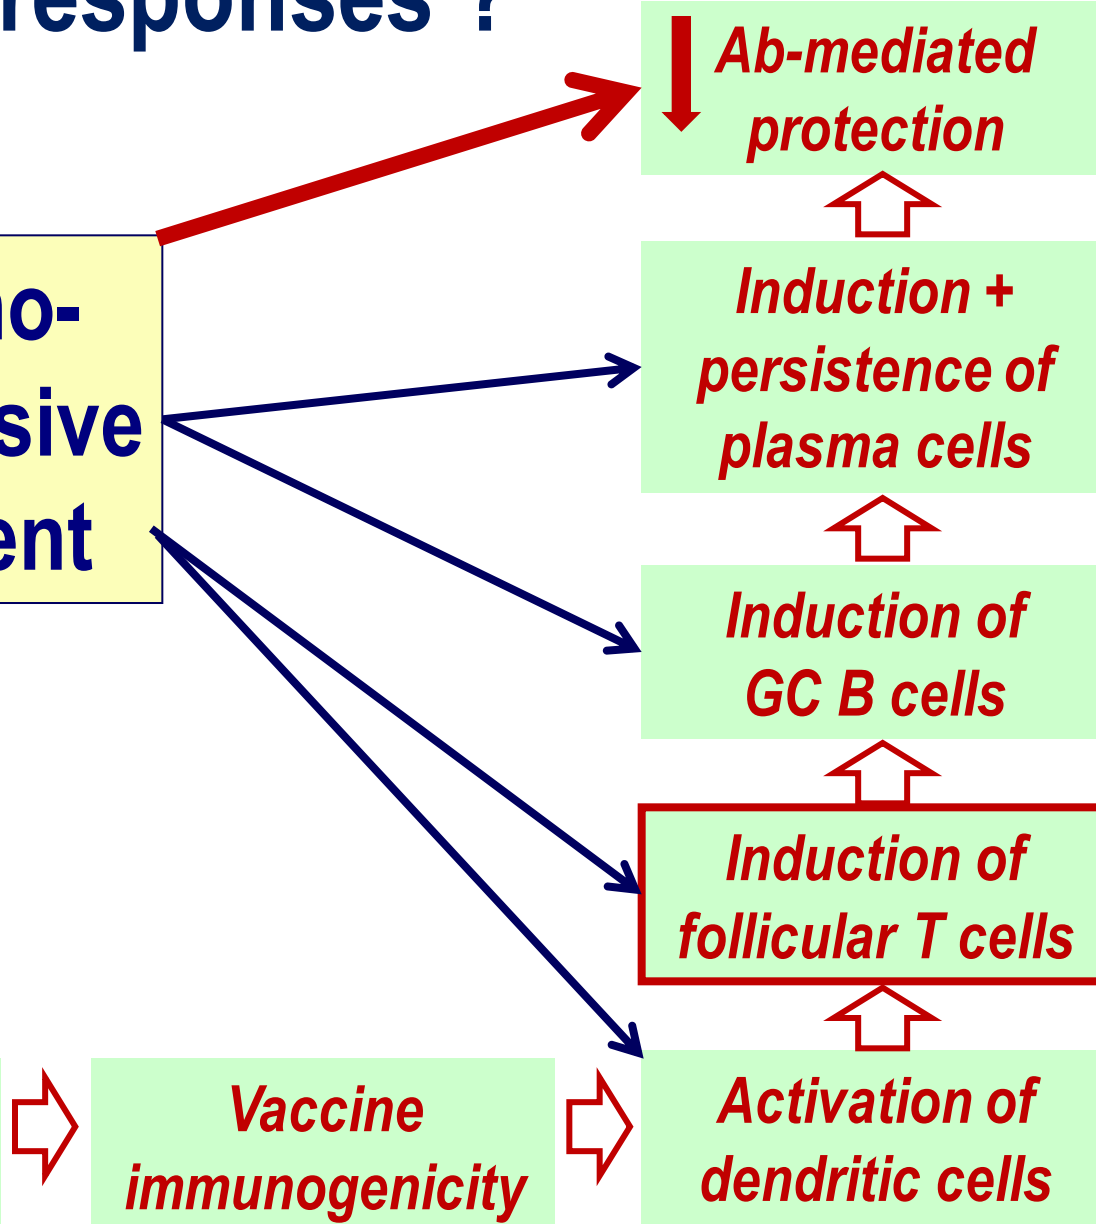 responses ?
Ab-mediated
protection
Induction +
persistence of
plasma cells
no-
sive
ent
Induction of
GC B cells
Induction of
follicular T cells
Vaccine
immunogenicity
Activation of
dendritic cells